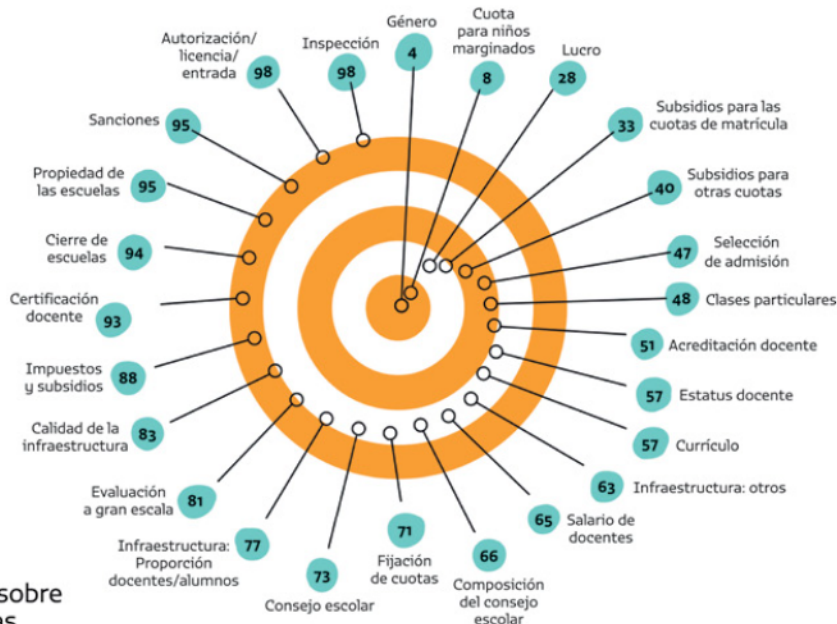 Género
4
Cuota
para niños
marginados
8
Lucro
28
Subsidios para las
cuotas de matrícula
33
Subsidios para
otras cuotas
40
Selección
de admisión
47
Clases particulares
48
Acreditación docente
51
Estatus docente
57
Currículo
57
Infraestructura: otros
63
Salario de
docentes
65
Composición
del consejo
escolar
66
Fijación
de cuotas
71
Consejo escolar
73
Infraestructura:
Proporción
docentes/alumnos
77
Evaluación
a gran escala
81
Calidad de la
infraestructura
83
Impuestos
y subsidios
88
Certificación
docente
93
Cierre de
escuelas
94
Propiedad de
las escuelas
95
Sanciones
95
Autorización/
licencia/
entrada
98
Inspección
98
sobre